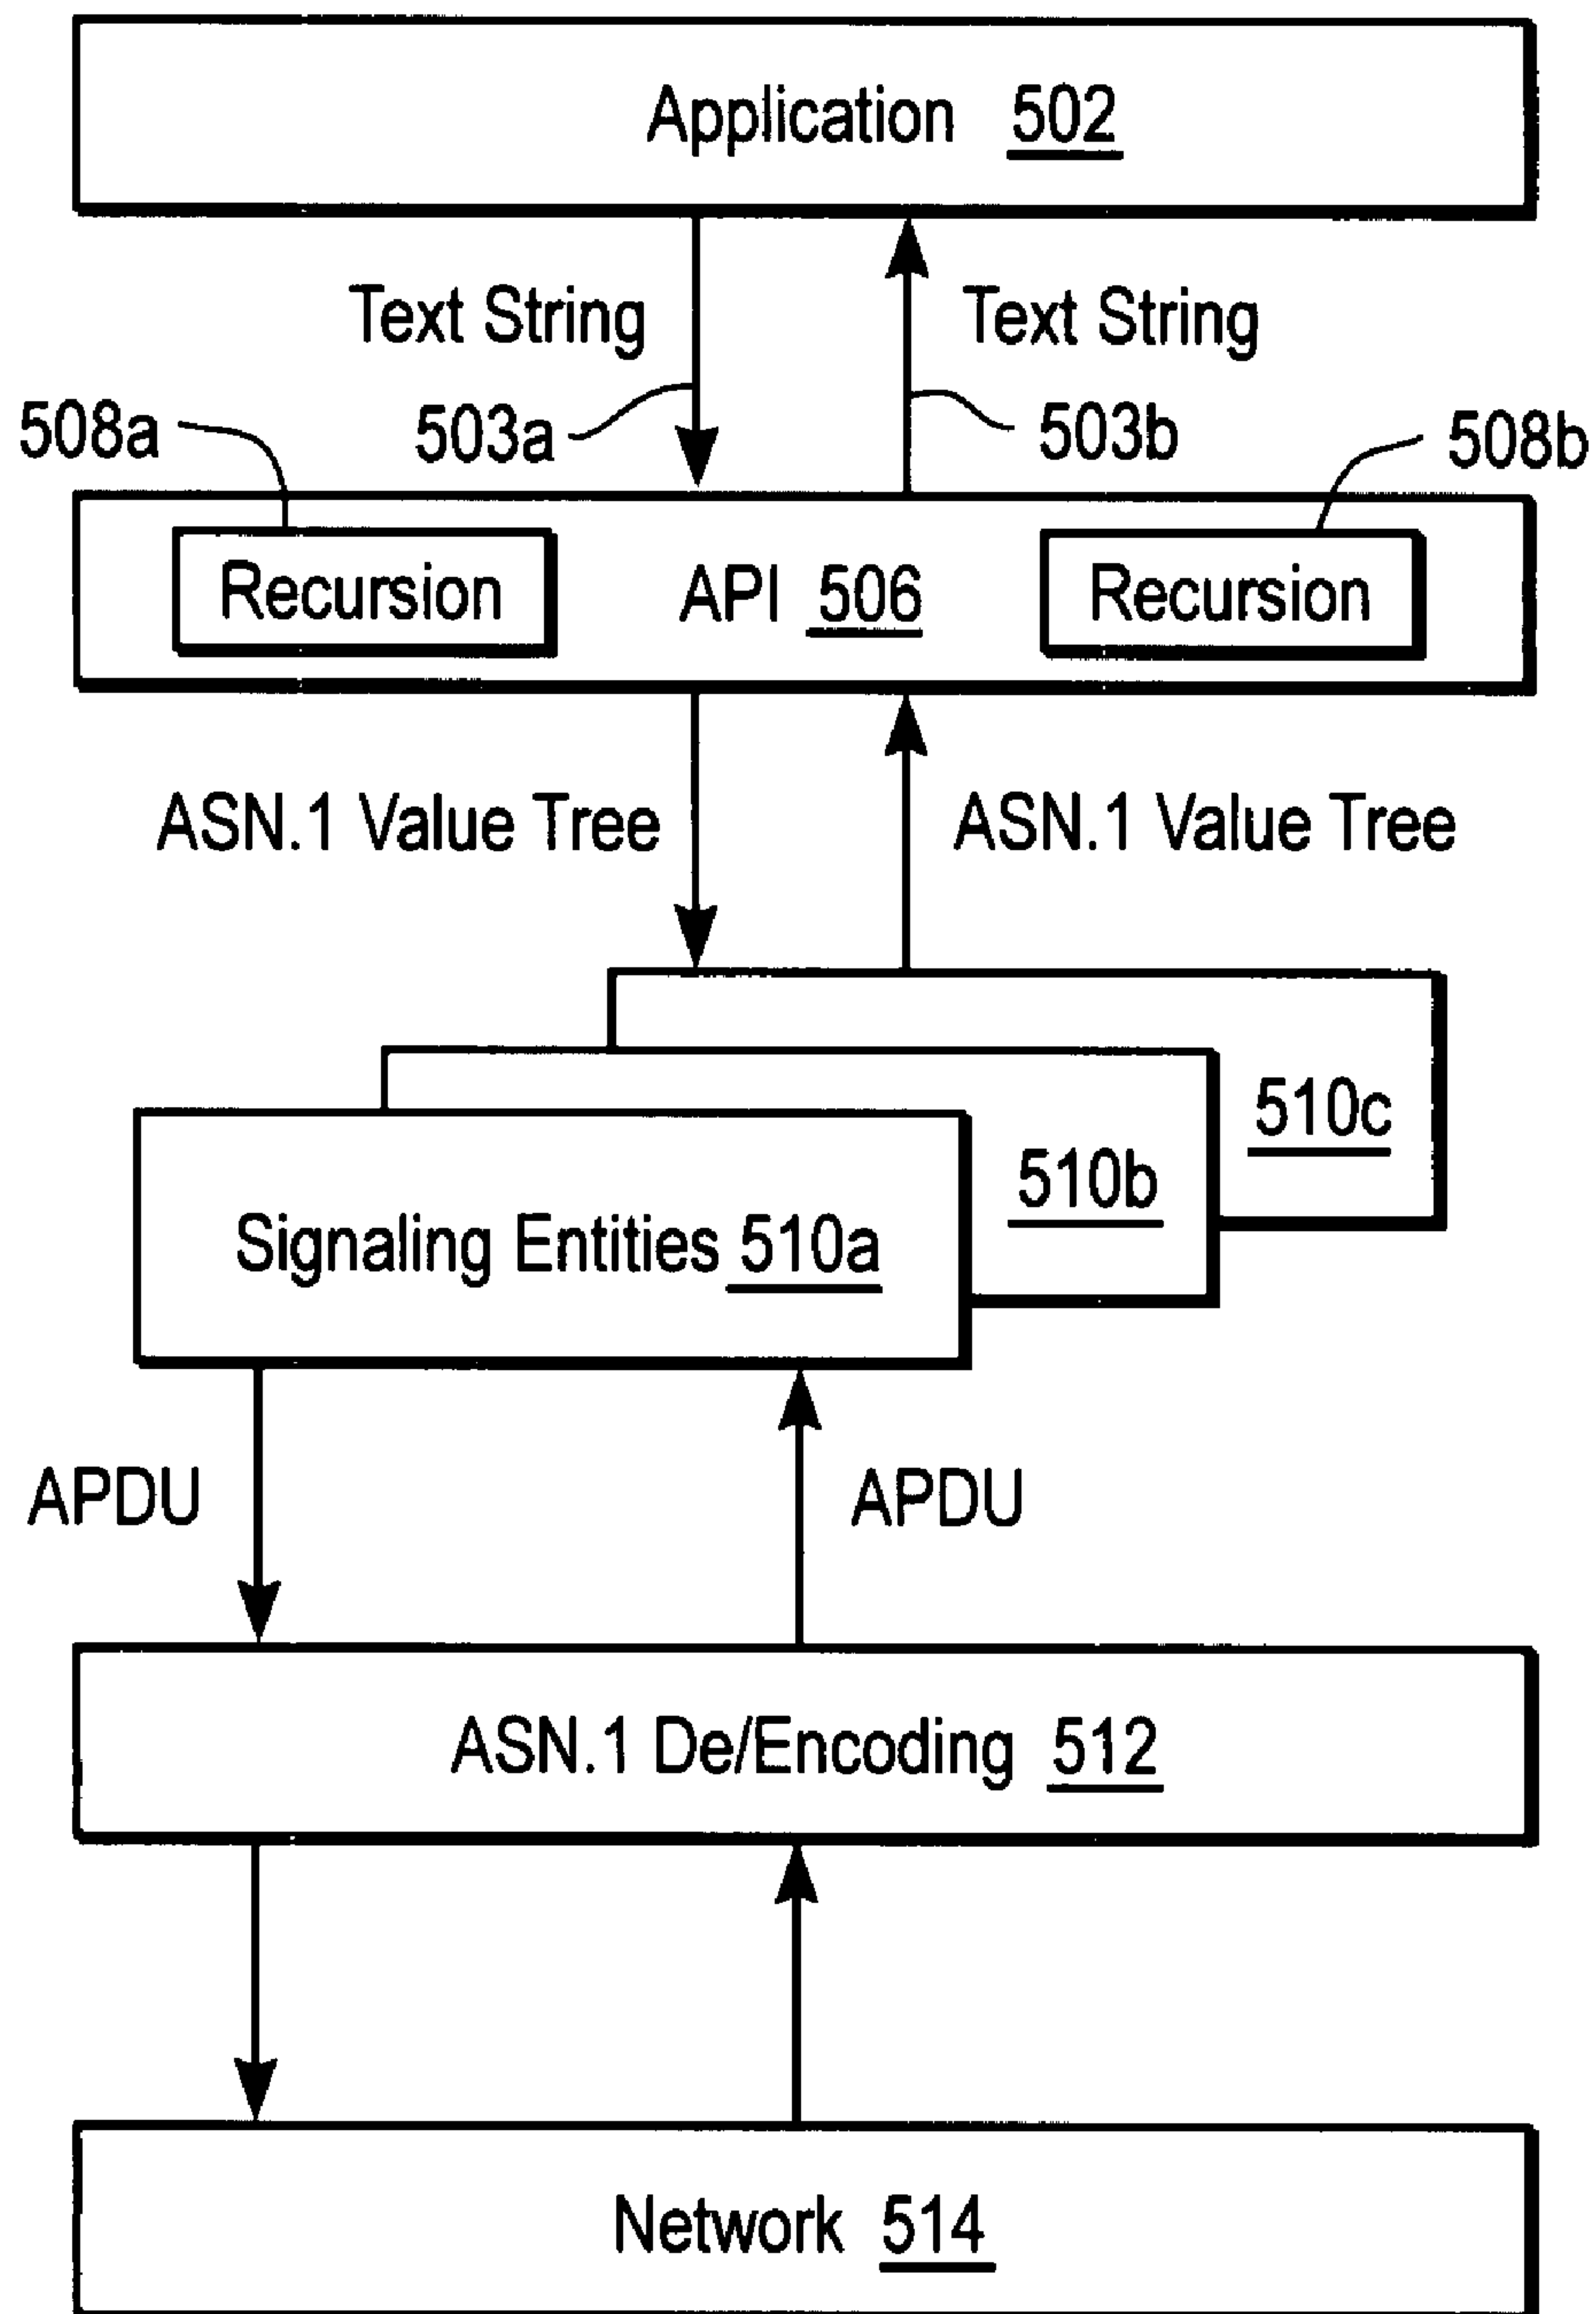 Application 502
Text String
Text String
508a
503a
503b
508b
Recursion
API 506
Recursion
ASN.1 Value Tree
ASN.1 Value Tree
510c
510b
Signaling Entities 510a
APDU
APDU
ASN.1 De/Encoding 512
Network 514